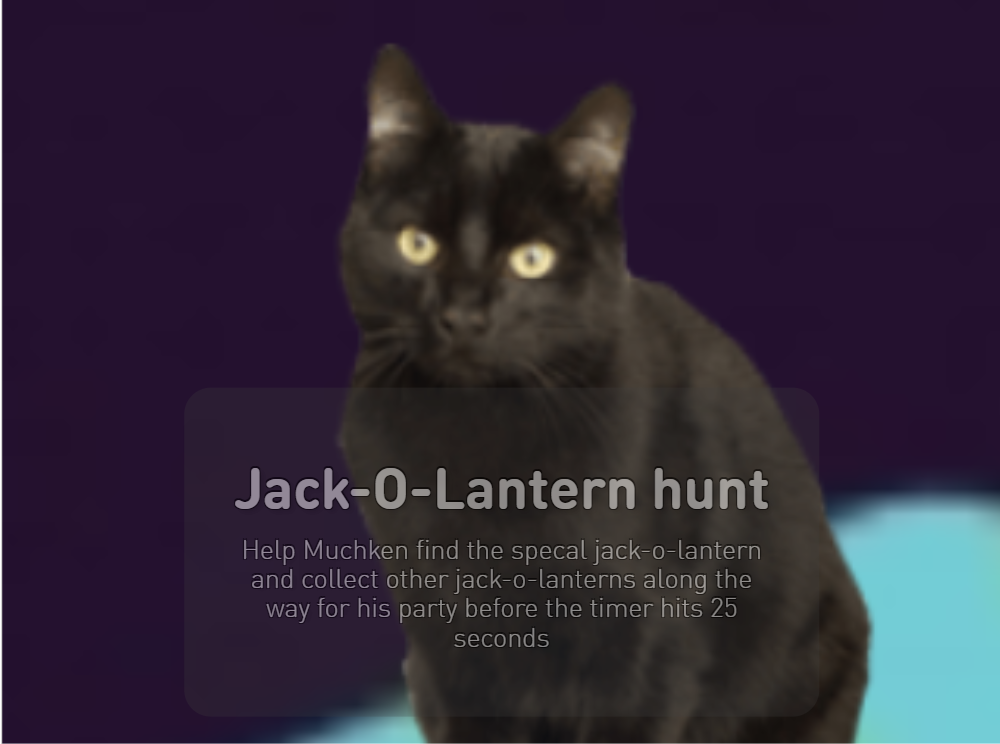 Jack-O-Lantern hunt
Help Muchken find the specal jack-o-lantern
and collect other jack-o-lanterns along the
way for his party before the timer hits 25
seconds